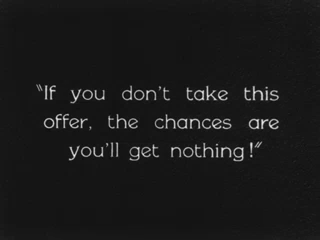 "If you don't take this
offer, the chances are
you'll get nothing!"